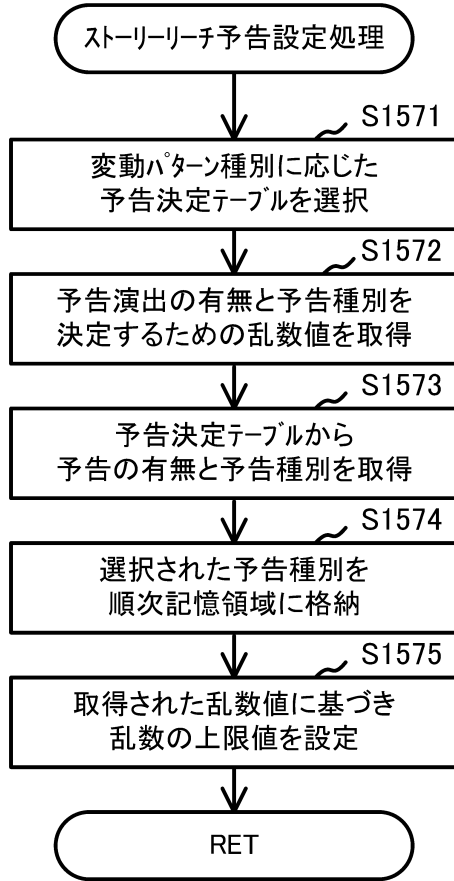 ストーリーリーチ予告設定処理
S1571
変動パターン種別に応じた
予告決定テーブルを選択
S1572
予告演出の有無と予告種別を
決定するための乱数値を取得
S1573
予告決定テーブルから
予告の有無と予告種別を取得
S1574
選択された予告種別を
順次記憶領域に格納
S1575
取得された乱数値に基づき
乱数の上限値を設定
RET